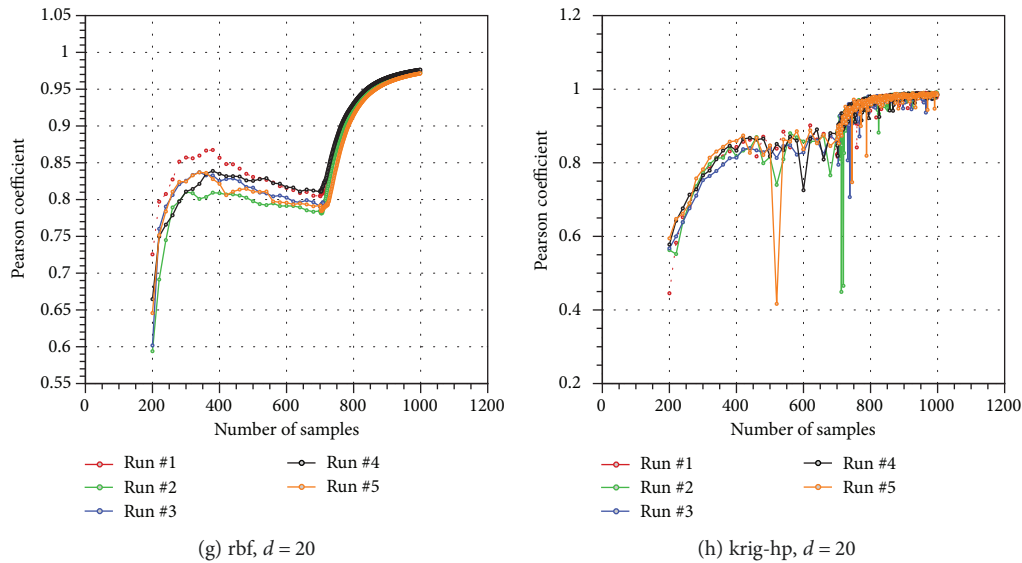 1.05
1
0.95
0.90
0.85
0.8
0.75
0.7
0.65
0.6
0.55
Pearson coefficient
0
200
400
600
800
1000
1200
Number of samples
Run #1
Run #2
Run #3
Run #4
Run #5
(g) rbf, d = 20
1.2
1
0.8
0.6
0.4
0.2
Pearson coefficient
0
200
400
600
800
1000
1200
Number of samples
Run #1
Run #2
Run #3
Run #4
Run #5
(h) krig-hp, d = 20